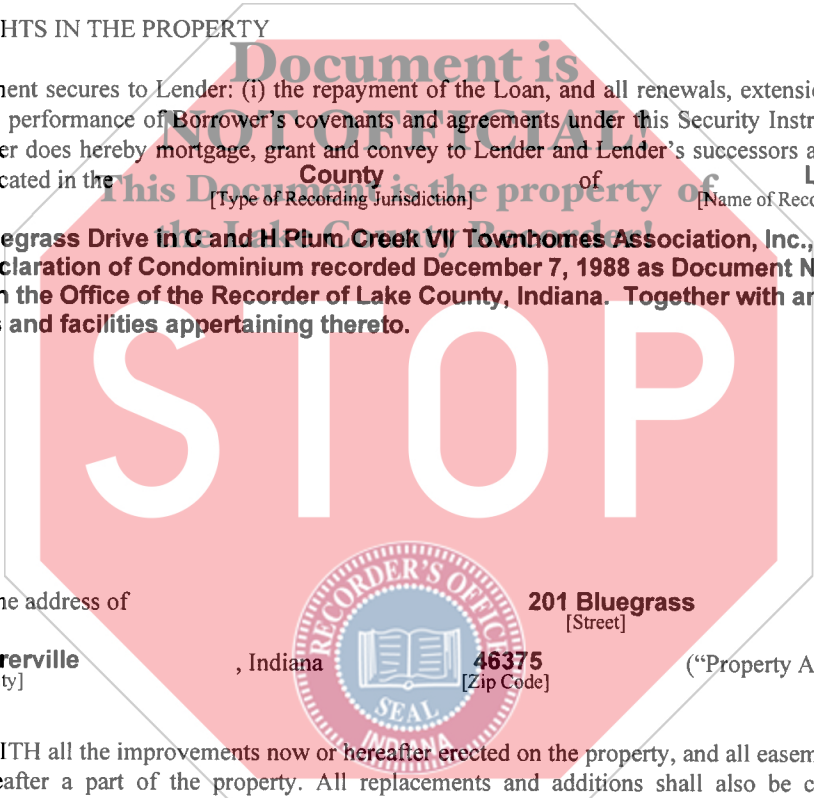 HTS IN THE PROPERTY
Document is
nent secures to Lender: (i) the repayment of the Loan, and all renewals, extensi
performance of Borrower's covenants and agreements under this Security Instr
NOT OFFICIAL!
er does hereby mortgage, grant and convey to Lender and Lender's successors a
cated in the County of L
This Document is the property of
[Type of Recording Jurisdiction] [Name of Reco
the Lake County Recorder!
egrass Drive in C and H Plum Creek VII Townhomes Association, Inc.,
claration of Condominium recorded December 7, 1988 as Document N
n the Office of the Recorder of Lake County, Indiana. Together with an
s and facilities appertaining thereto.
STOP
RECORDER'S OFFICE
SEAL
INDIANA
ne address of 201 Bluegrass
[Street]
rerville , Indiana 46375 ("Property A
ty] [Zip Code]
ITH all the improvements now or hereafter erected on the property, and all easem
eafter a part of the property. All replacements and additions shall also be c